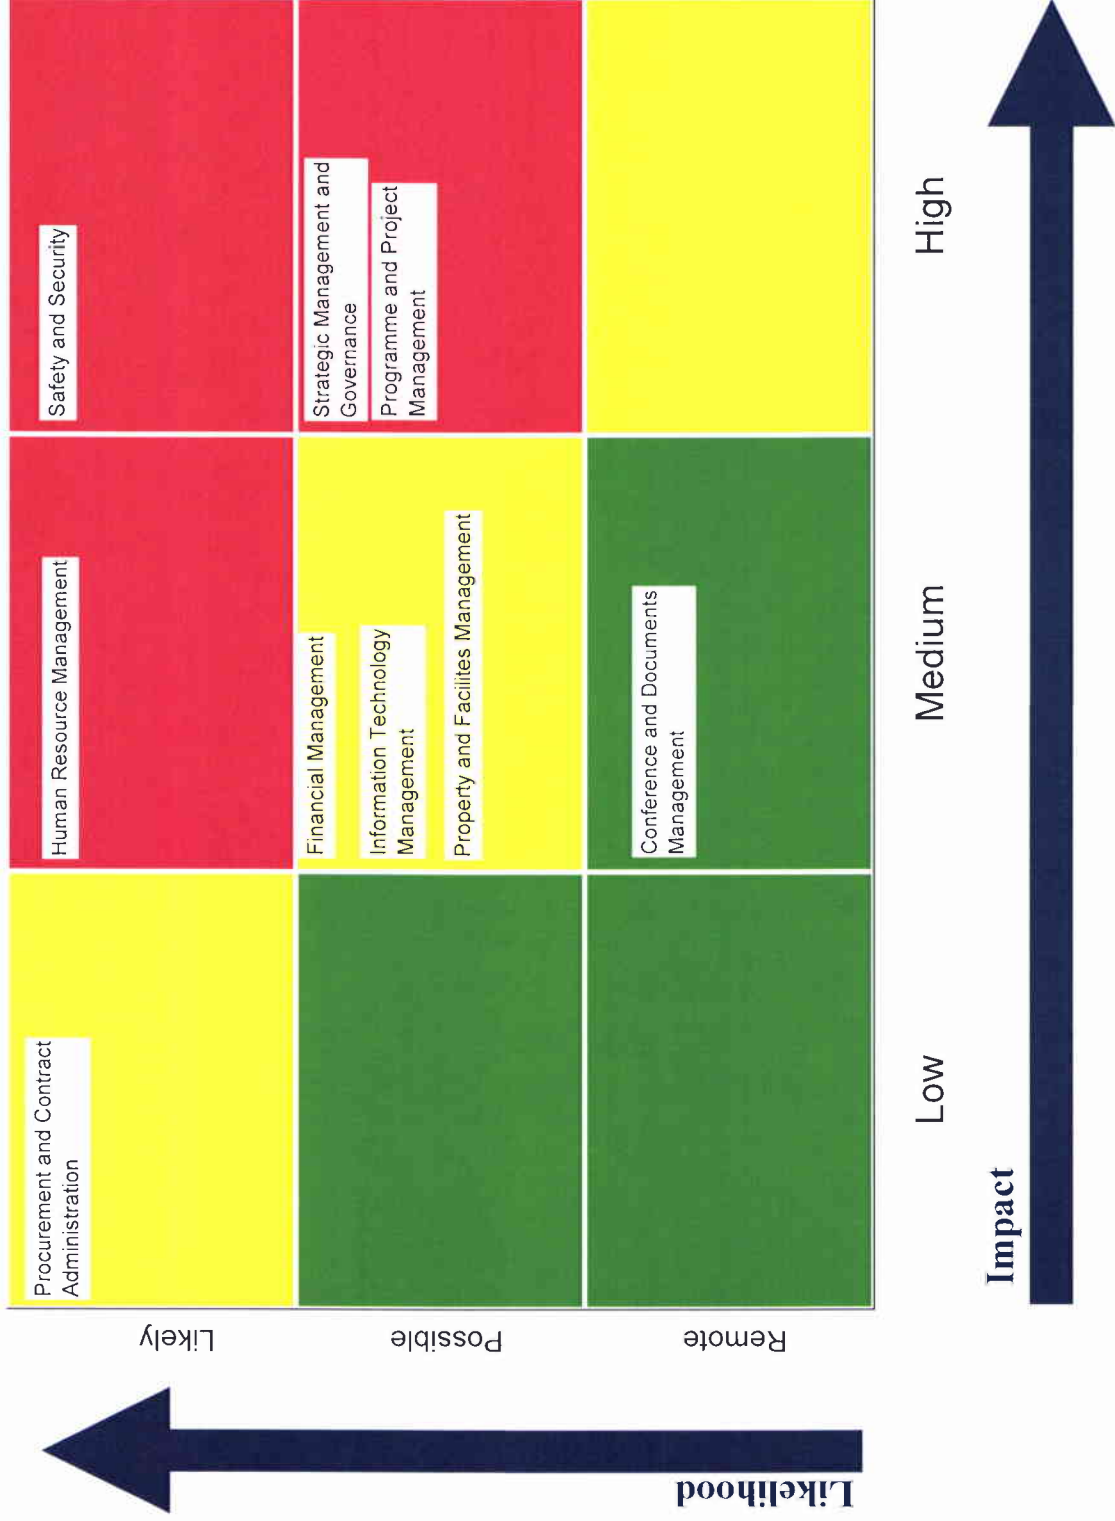 Likelihood
Likely
Procurement and Contract
Administration
Human Resource Management
Safety and Security
Possible
Financial Management
Information Technology
Management
Property and Facilites Management
Strategic Management and
Governance
Programme and Project
Management
Remote
Conference and Documents
Management
Low
Medium
High
Impact